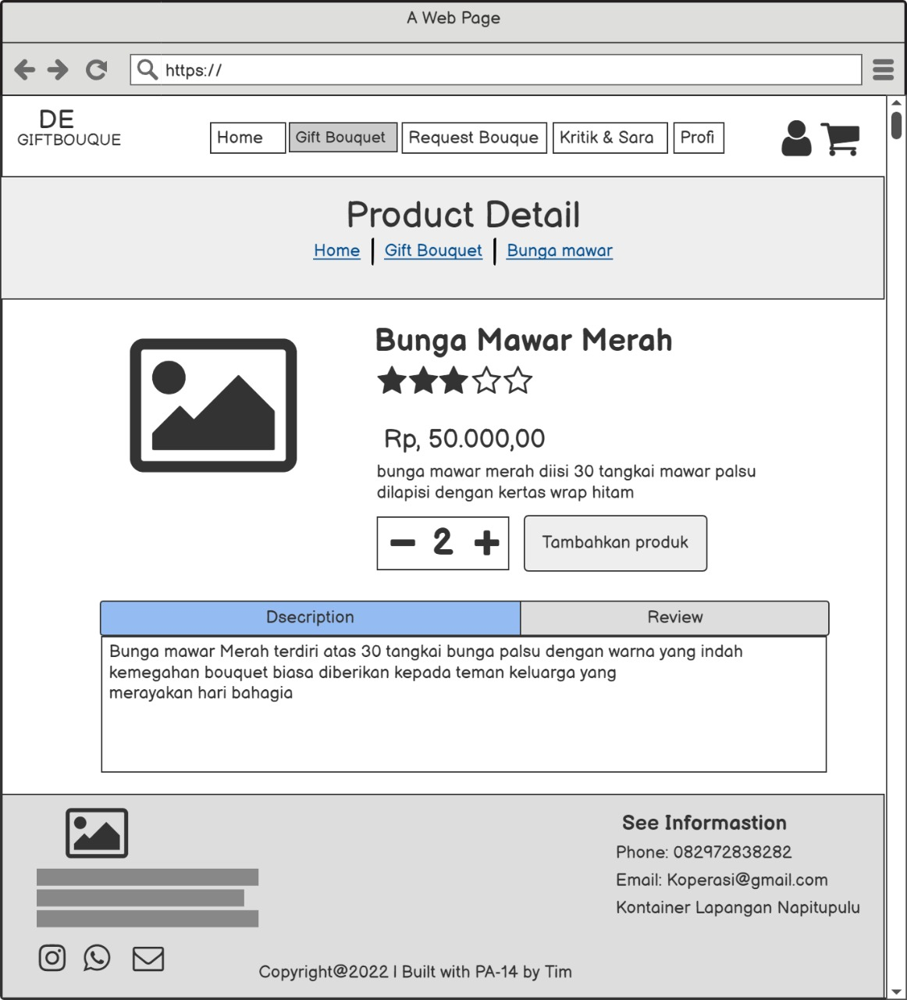 A Web Page
https://
DE
GIFTBOUQUE
Home
Gift Bouquet
Request Bouque
Kritik & Sara
Profi
Product Detail
Home
Gift Bouquet
Bunga mawar
Bunga Mawar Merah
Rp, 50.000,00
bunga mawar merah diisi 30 tangkai mawar palsu
dilapisi dengan kertas wrap hitam
2
Tambahkan produk
Dsecription
Review
Bunga mawar Merah terdiri atas 30 tangkai bunga palsu dengan warna yang indah
kemegahan bouquet biasa diberikan kepada teman keluarga yang
merayakan hari bahagia
See Informastion
Phone: 082972838282
Email: Koperasi@gmail.com
Kontainer Lapangan Napitupulu
Copyright@2022 | Built with PA-14 by Tim